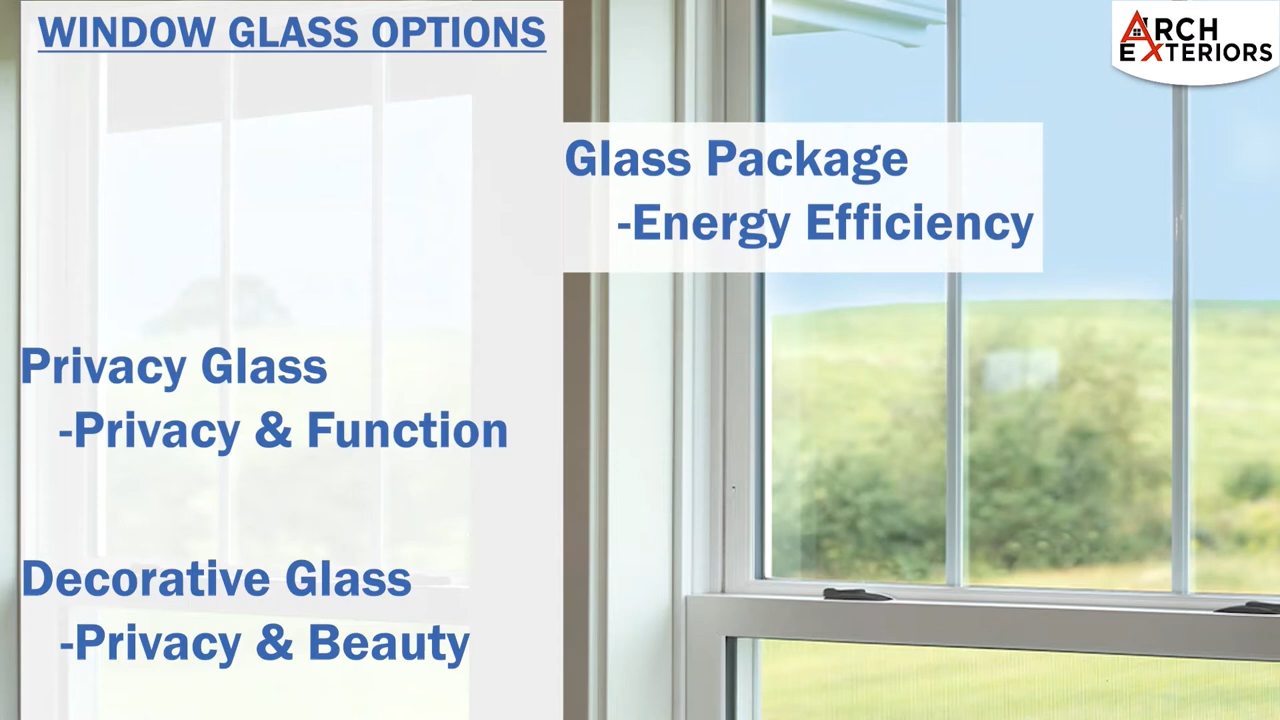 WINDOW GLASS OPTIONS
ARCH
EXTERIORS
Glass Package
-Energy Efficiency
Privacy Glass
-Privacy & Function
Decorative Glass
-Privacy & Beauty